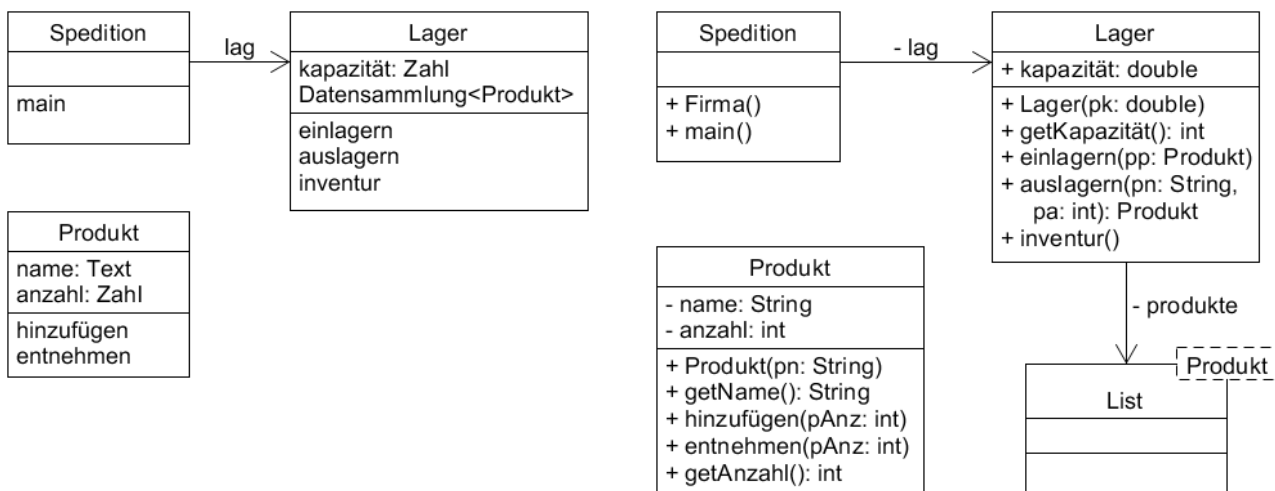 Spedition
main
lag
Lager
kapazität: Zahl
Datensammlung<Produkt>
einlagern
auslagern
inventur
Produkt
name: Text
anzahl: Zahl
hinzufügen
entnehmen
Spedition
+ Firma()
+ main()
- lag
Lager
+ kapazität: double
+ Lager(pk: double)
+ getKapazität(): int
+ einlagern(pp: Produkt)
+ auslagern(pn: String,
pa: int): Produkt
+ inventur()
Produkt
- name: String
- anzahl: int
+ Produkt(pn: String)
+ getName(): String
+ hinzufügen(pAnz: int)
+ entnehmen(pAnz: int)
+ getAnzahl(): int
- produkte
Produkt
List